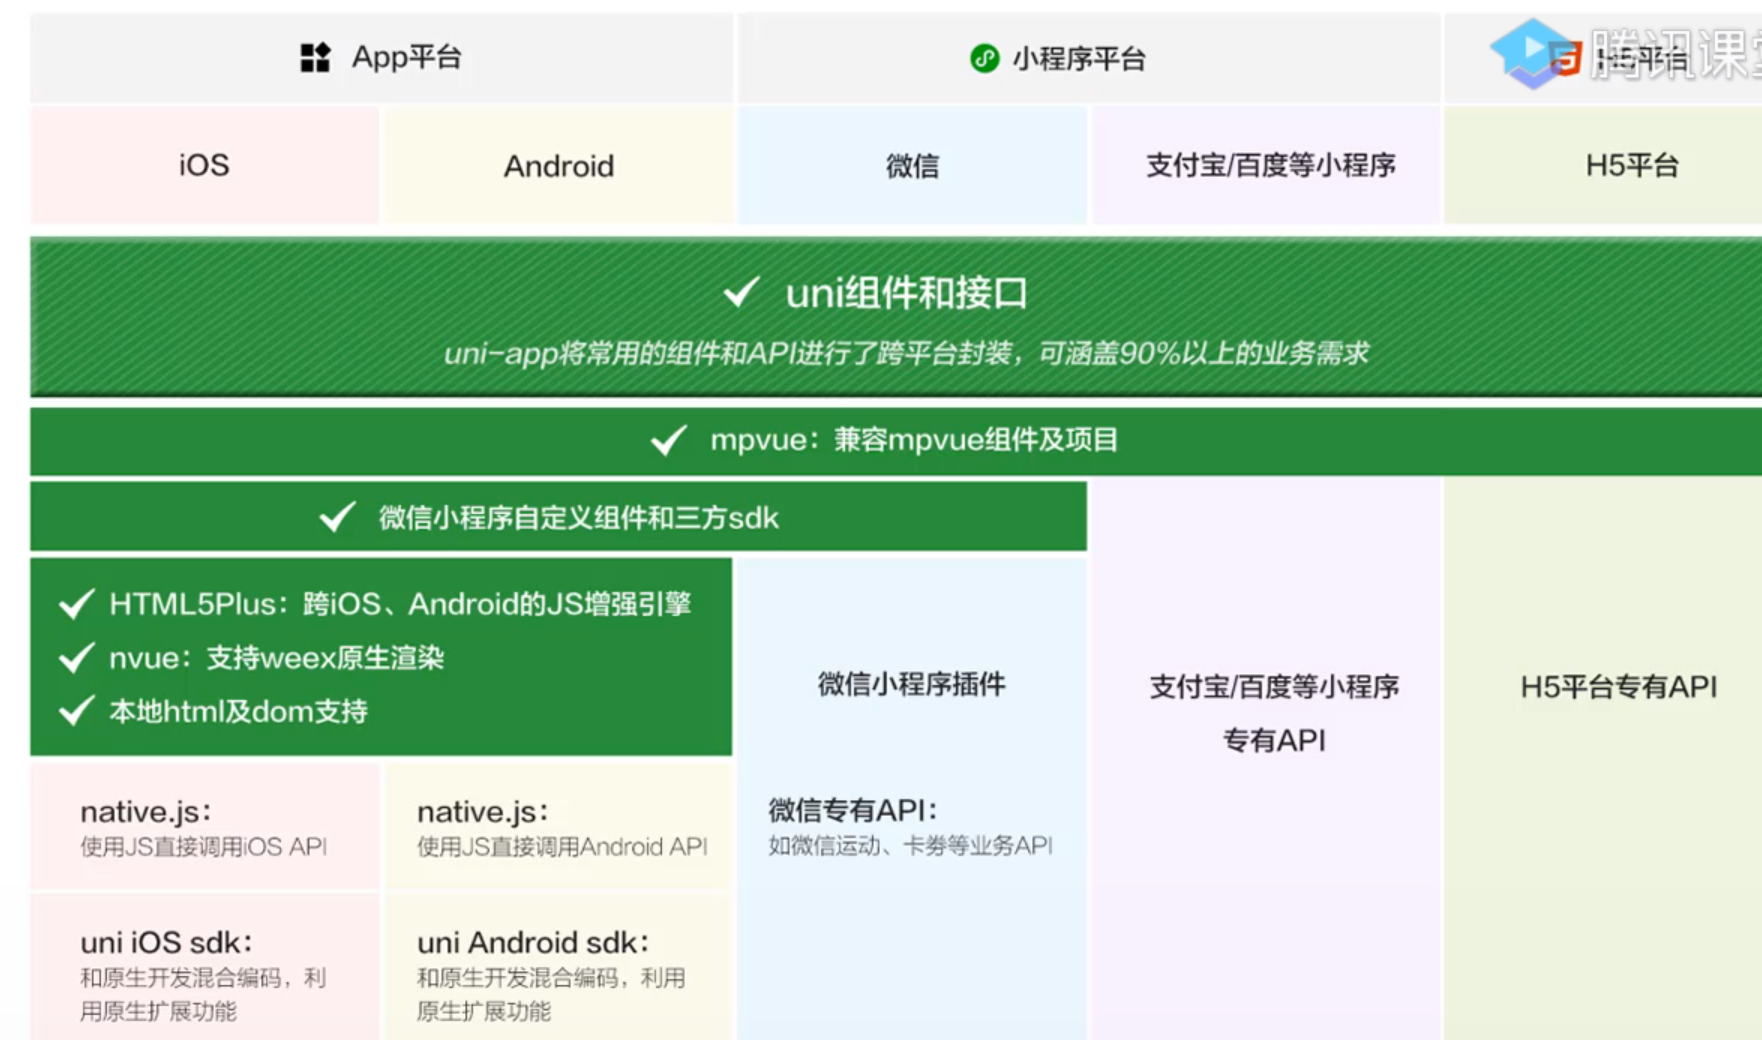 App平台
小程序平台
H5平台
腾讯课堂
iOS
Android
微信
支付宝/百度等小程序
H5平台
uni组件和接口
uni-app将常用的组件和API进行了跨平台封装，可涵盖90%以上的业务需求
mpvue：兼容mpvue组件及项目
微信小程序自定义组件和三方sdk
HTML5Plus：跨iOS、Android的JS增强引擎
nvue：支持weex原生渲染
本地html及dom支持
微信小程序插件
支付宝/百度等小程序
专有API
H5平台专有API
native.js：
使用JS直接调用iOS API
native.js：
使用JS直接调用Android API
微信专有API：
如微信运动、卡券等业务API
uni iOS sdk：
和原生开发混合编码，利
用原生扩展功能
uni Android sdk：
和原生开发混合编码，利用
原生扩展功能